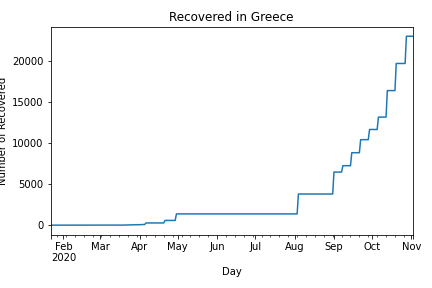 Recovered in Greece
Number of Recovered
20000
15000
10000
5000
0
Feb Mar Apr May Jun Jul Aug Sep Oct Nov
2020
Day